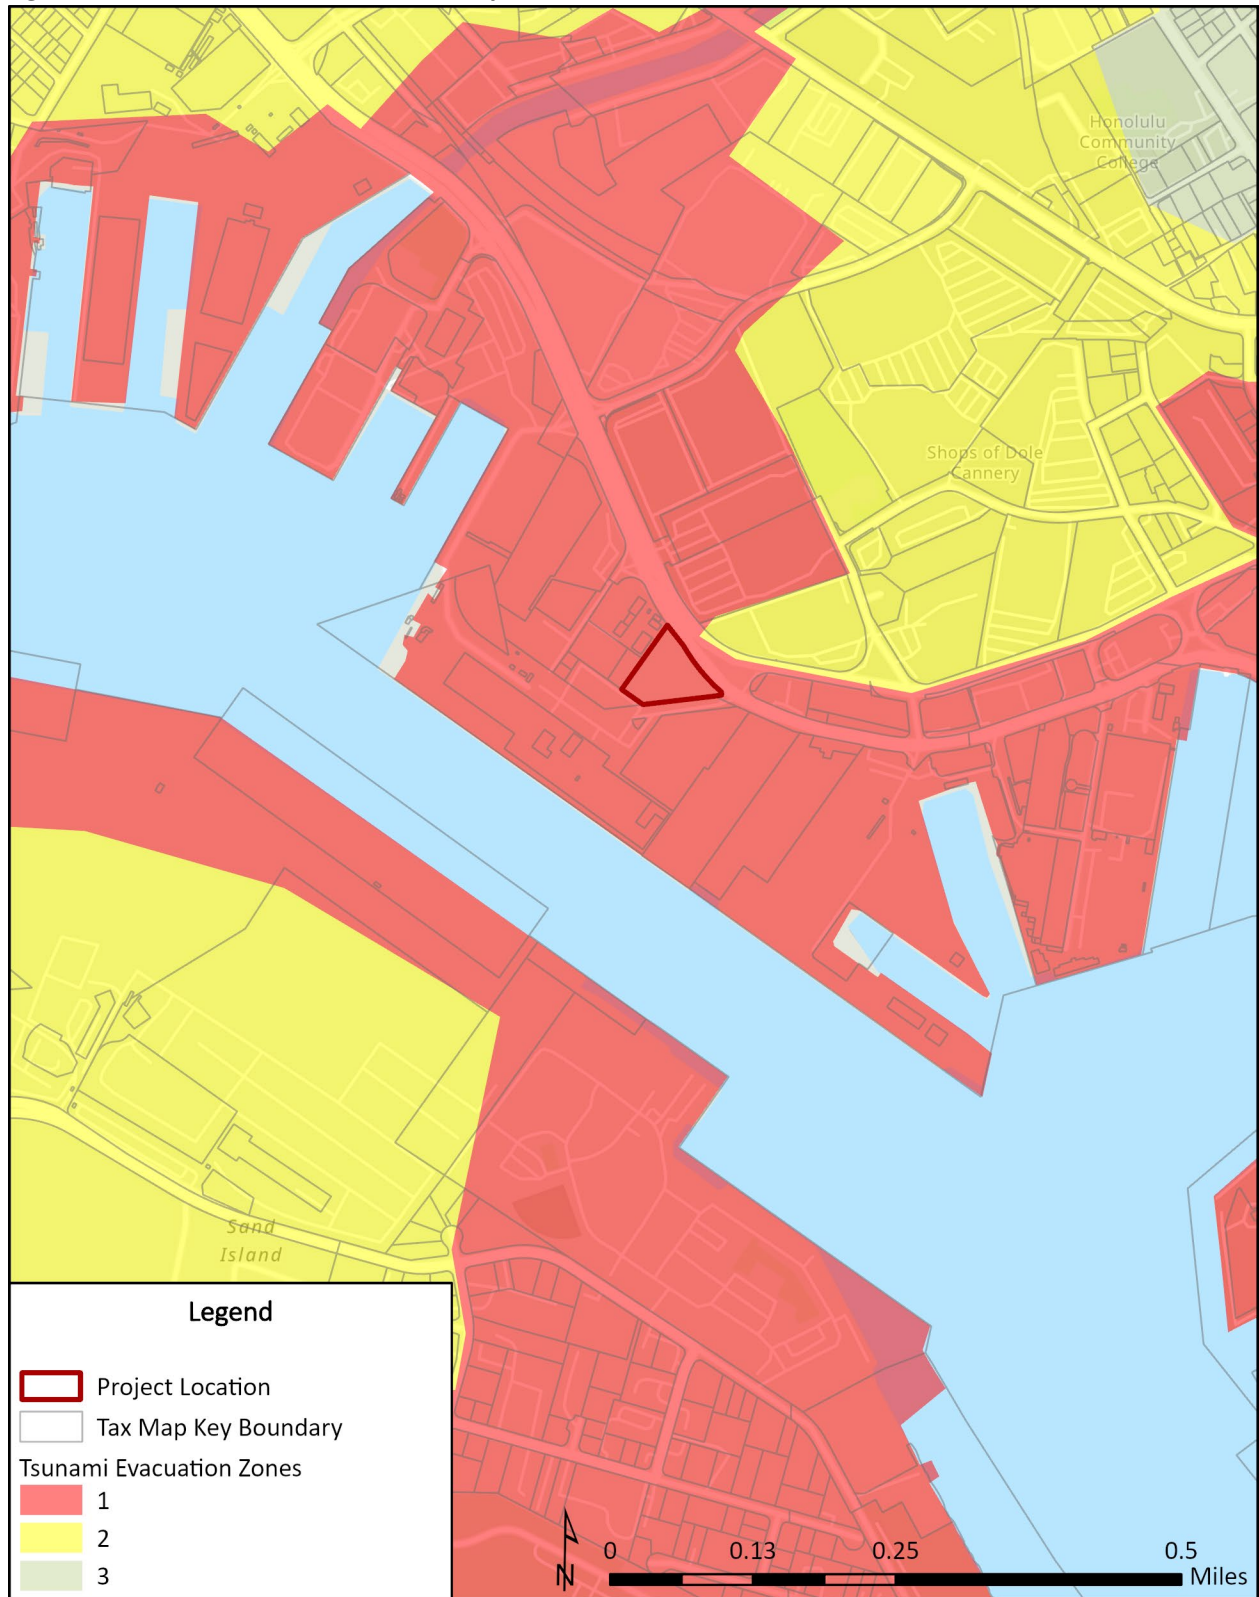 Honolulu
Community
College
Shops of Dole
Cannery
Sand
Island
Legend
Project Location
Tax Map Key Boundary
Tsunami Evacuation Zones
1
2
3
N
0 0.13 0.25 0.5
Miles